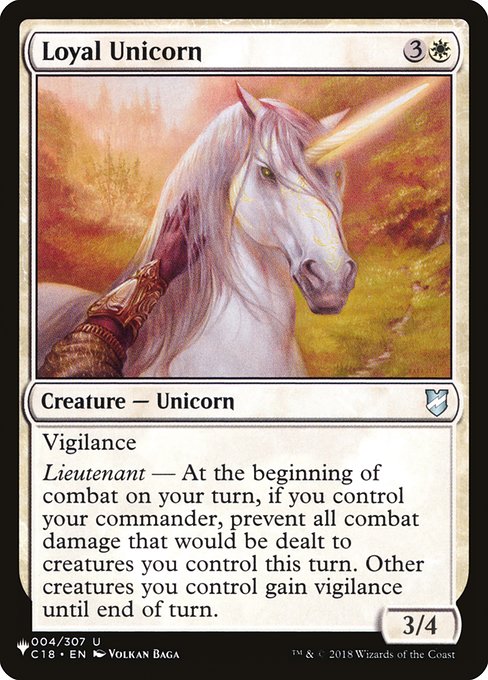 Loyal Unicorn 3
Creature — Unicorn
Vigilance
Lieutenant — At the beginning of
combat on your turn, if you control
your commander, prevent all combat
damage that would be dealt to
creatures you control this turn. Other
creatures you control gain vigilance
until end of turn.
3/4
004/307 U
C18 • EN Volkan Baga
™ & © 2018 Wizards of the Coast